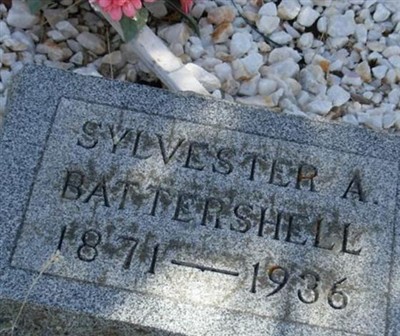 SYLVESTER A.
BATTERSHELL
1871 — 1936